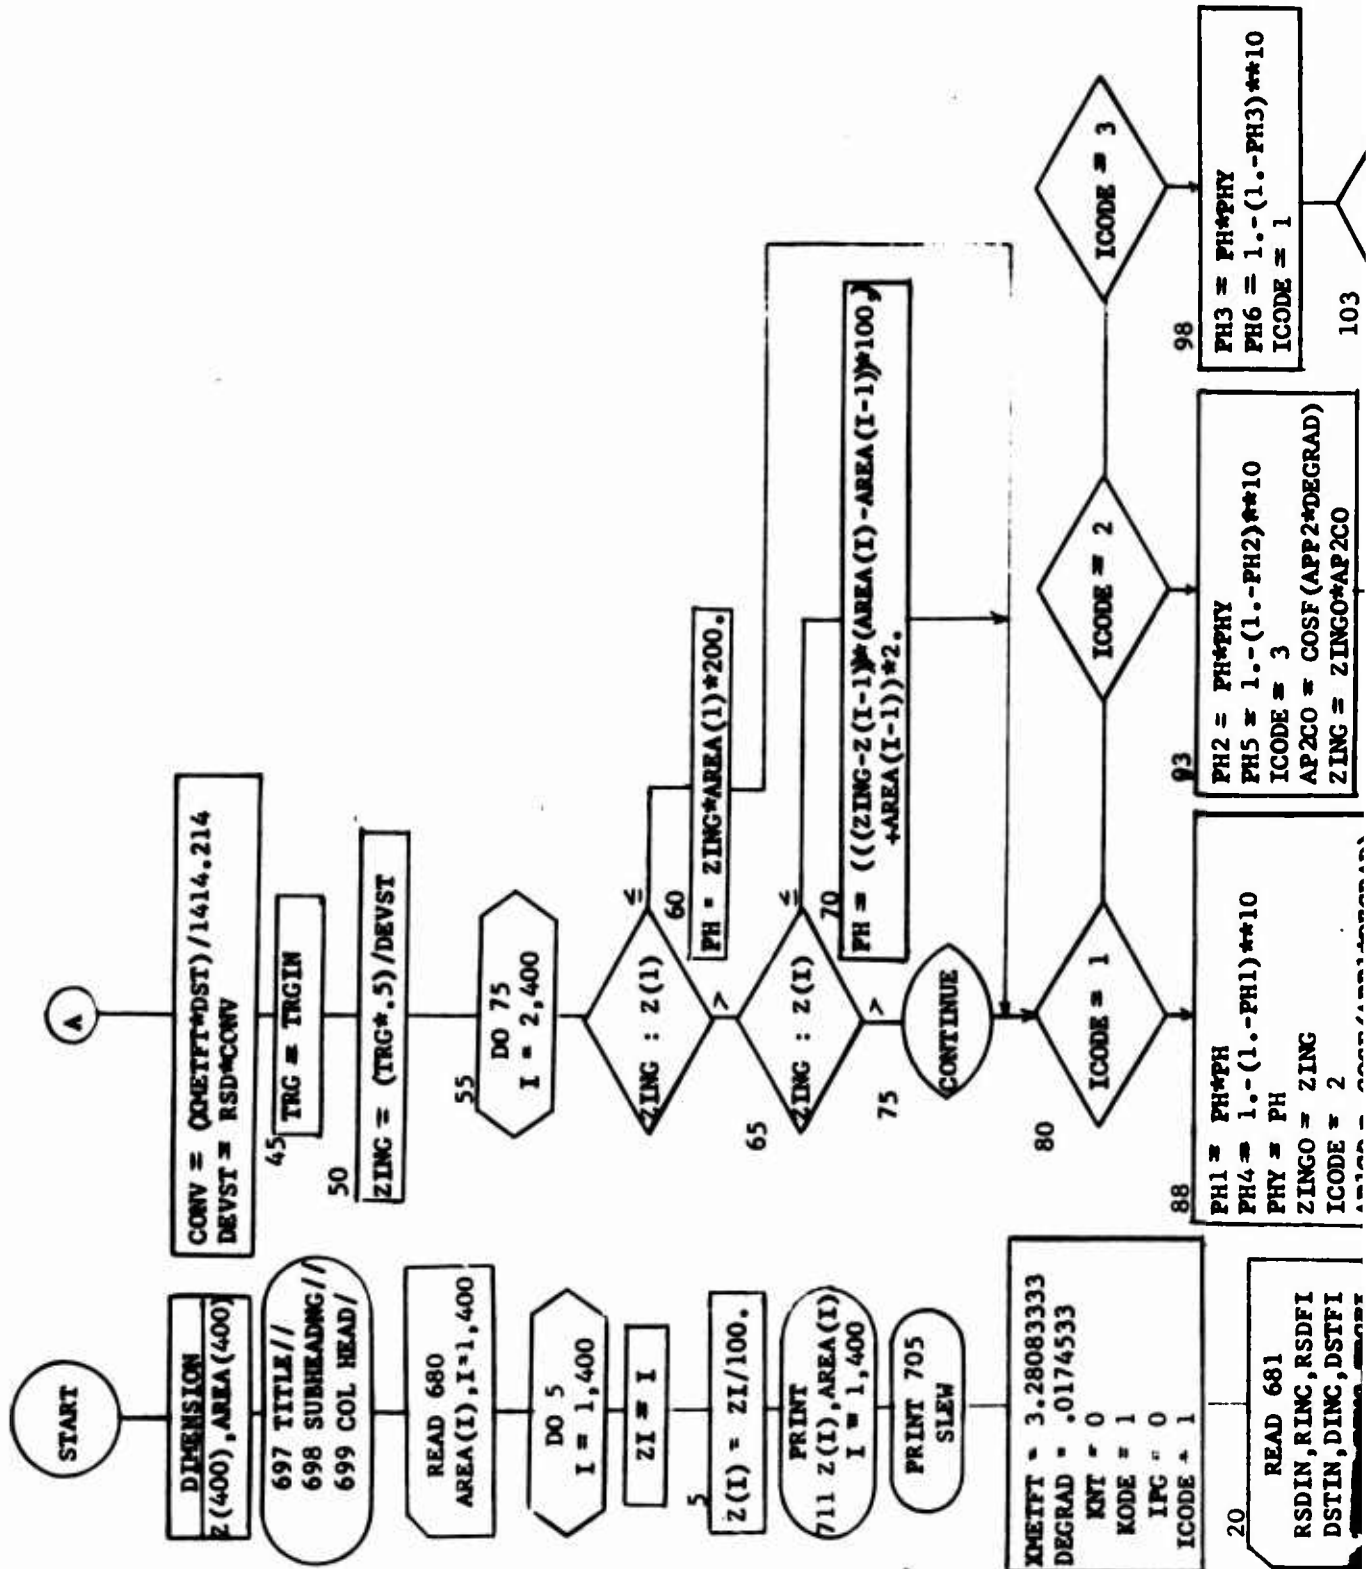 START
DIMENSION
Z(400),AREA(400)
697 TITLE//
698 SUBHEADNG//
699 COL HEAD/
READ 680
AREA(I),I=1,400
DO 5
I = 1,400
ZI = I
5
Z(I) = ZI/100.
PRINT
711 Z(I),AREA(I)
I = 1,400
PRINT 705
SLEW
XMETFT = 3.28083333
DEGRAD = .0174533
KNT = 0
KODE = 1
IPG = 0
ICODE = 1
20
READ 681
RSDIN,RINC,RSDFI
DSTIN,DINC,DSTFI
A
CONV = (XMETFT*DST)/1414.214
DEVST = RSD*CONV
45
TRG = TRGIN
50
ZING = (TRG*.5)/DEVST
55
DO 75
I = 2,400
ZING : Z(1)
≤
>
60
PH = ZING*AREA(1)*200.
65
ZING : Z(I)
≤
>
70
PH = (((ZING-Z(I-1))*(AREA(I)-AREA(I-1))*100.)
+AREA(I-1))*2.
75
CONTINUE
80
ICODE = 1
ICODE = 2
ICODE = 3
88
PH1 = PH*PH
PH4 = 1.-(1.-PH1)**10
PHY = PH
ZINGO = ZING
ICODE = 2
93
PH2 = PH*PHY
PH5 = 1.-(1.-PH2)**10
ICODE = 3
AP2CO = COSF(APP2*DEGRAD)
ZING = ZINGO*AP2CO
98
PH3 = PH*PHY
PH6 = 1.-(1.-PH3)**10
ICODE = 1
103